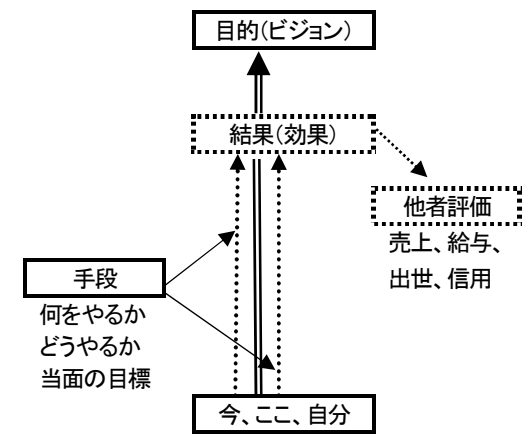 目的（ビジョン）
結果（効果）
他者評価
売上、給与、
出世、信用
手段
何をやるか
どうやるか
当面の目標
今、ここ、自分